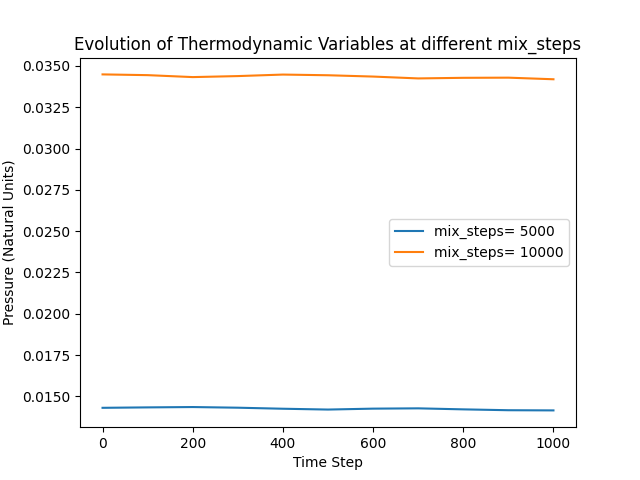 Evolution of Thermodynamic Variables at different mix_steps
Pressure (Natural Units)
0.0350
0.0325
0.0300
0.0275
0.0250
0.0225
0.0200
0.0175
0.0150
mix_steps= 5000
mix_steps= 10000
0 200 400 600 800 1000
Time Step